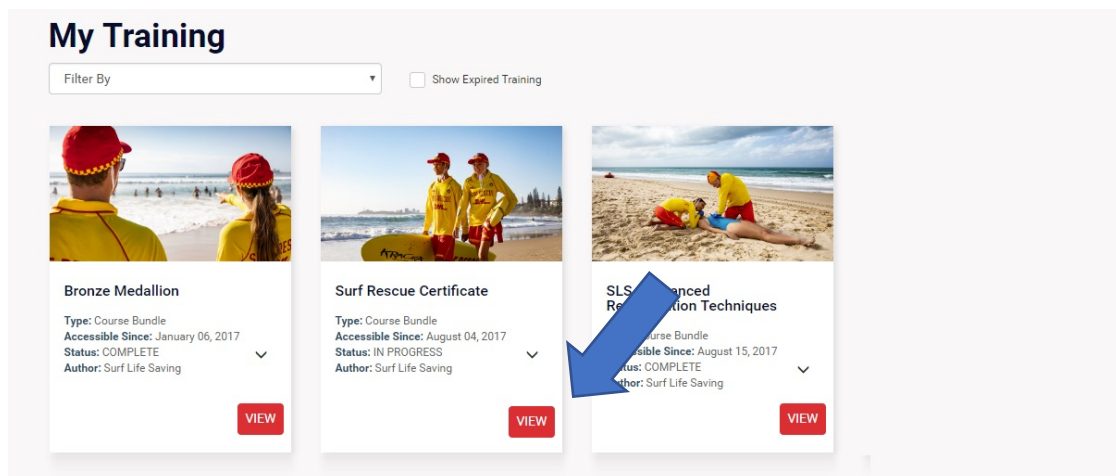 My Training
Filter By
Show Expired Training
Bronze Medallion
Type: Course Bundle
Accessible Since: January 06, 2017
Status: COMPLETE
Author: Surf Life Saving
VIEW
Surf Rescue Certificate
Type: Course Bundle
Accessible Since: August 04, 2017
Status: IN PROGRESS
Author: Surf Life Saving
VIEW
SLS
Techniques
Bundle
Since: August 15, 2017
COMPLETE
Surf Life Saving
VIEW